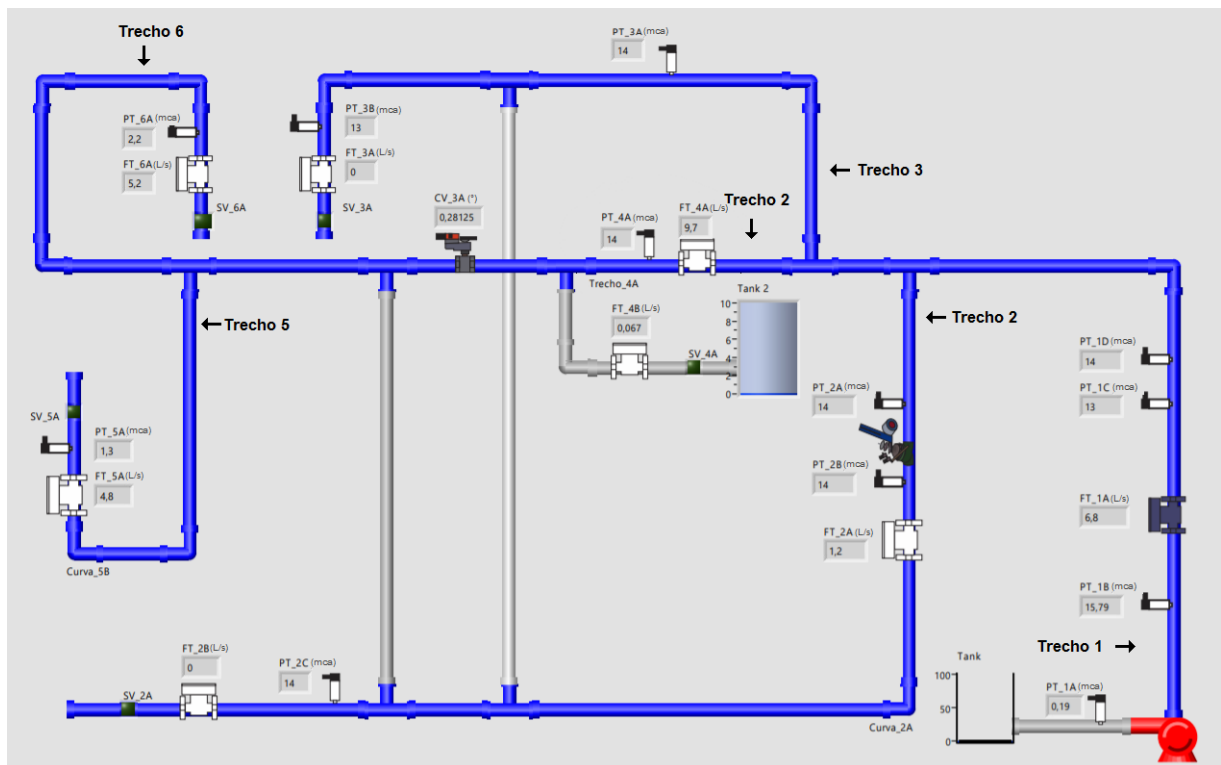 Trecho 6
PT_3A (mca)
14
PT_6A (mca)
2,2
FT_6A(L/s)
5,2
SV_6A
PT_3B (mca)
13
FT_3A (L/s)
0
SV_3A
Trecho 3
CV_3A (°)
0,28125
PT_4A (mca)
14
FT_4A(L/s)
9,7
Trecho 2
Trecho_4A
Tank 2
10
8
6
4
2
0
FT_4B(L/s)
0,067
SV_4A
Trecho 5
Trecho 2
PT_1D(mca)
14
PT_1C (mca)
13
PT_2A (mca)
14
PT_2B(mca)
14
SV_5A
PT_5A(mca)
1,3
FT_5A(L/s)
4,8
FT_1A(L/s)
6,8
FT_2A (L/s)
1,2
Curva_5B
PT_1B(mca)
15,79
Trecho 1
FT_2B(L/s)
0
PT_2C (mca)
14
SV_2A
Curva_2A
Tank
100
50
0
PT_1A(mca)
0,19